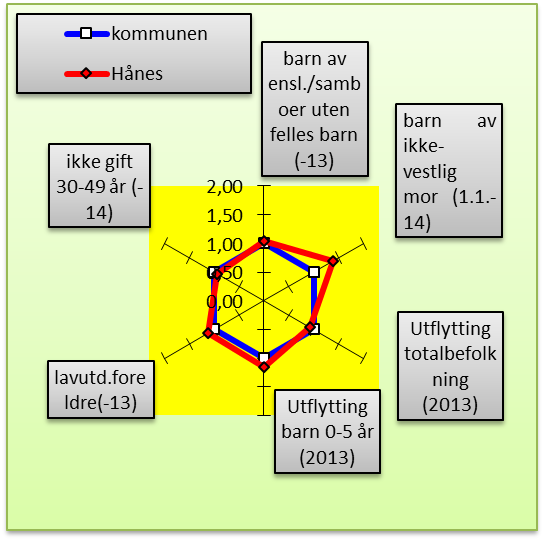 kommunen
Hånes
barn av
ensl./samb
oer uten
felles barn
(-13)
barn av
ikke-
vestlig
mor (1.1.-
14)
ikke gift
30-49 år (-
14)
2,00
1,50
1,00
0,50
0,00
Utflytting
totalbefolk
ning
(2013)
lavutd.fore
ldre(-13)
Utflytting
barn 0-5 år
(2013)